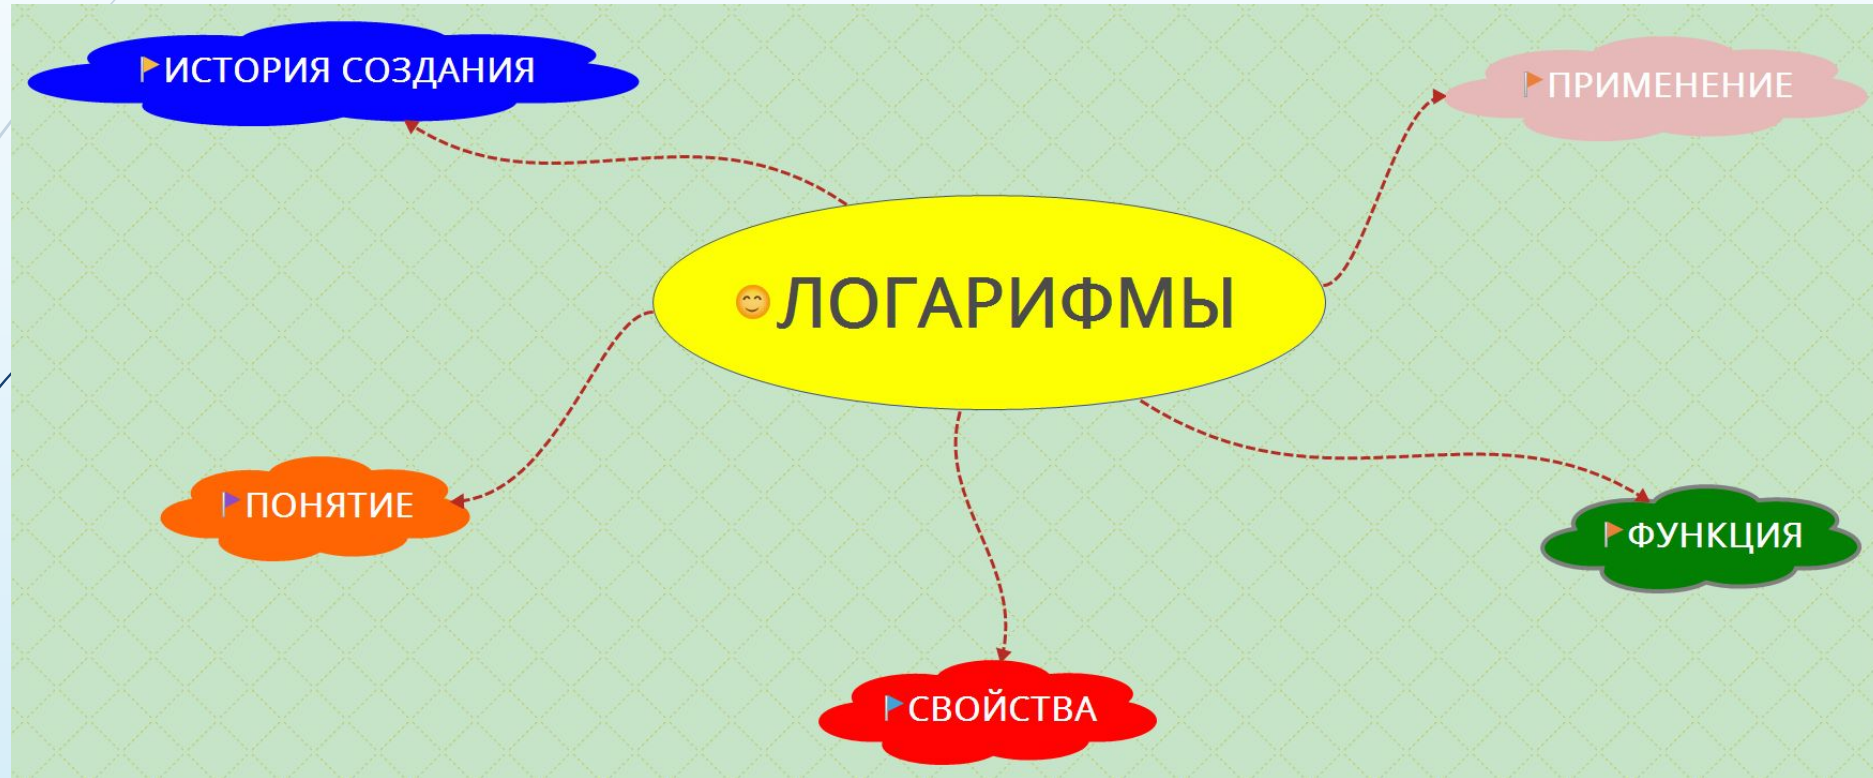 ИСТОРИЯ СОЗДАНИЯ
ПРИМЕНЕНИЕ
ЛОГАРИФМЫ
ПОНЯТИЕ
ФУНКЦИЯ
СВОЙСТВА